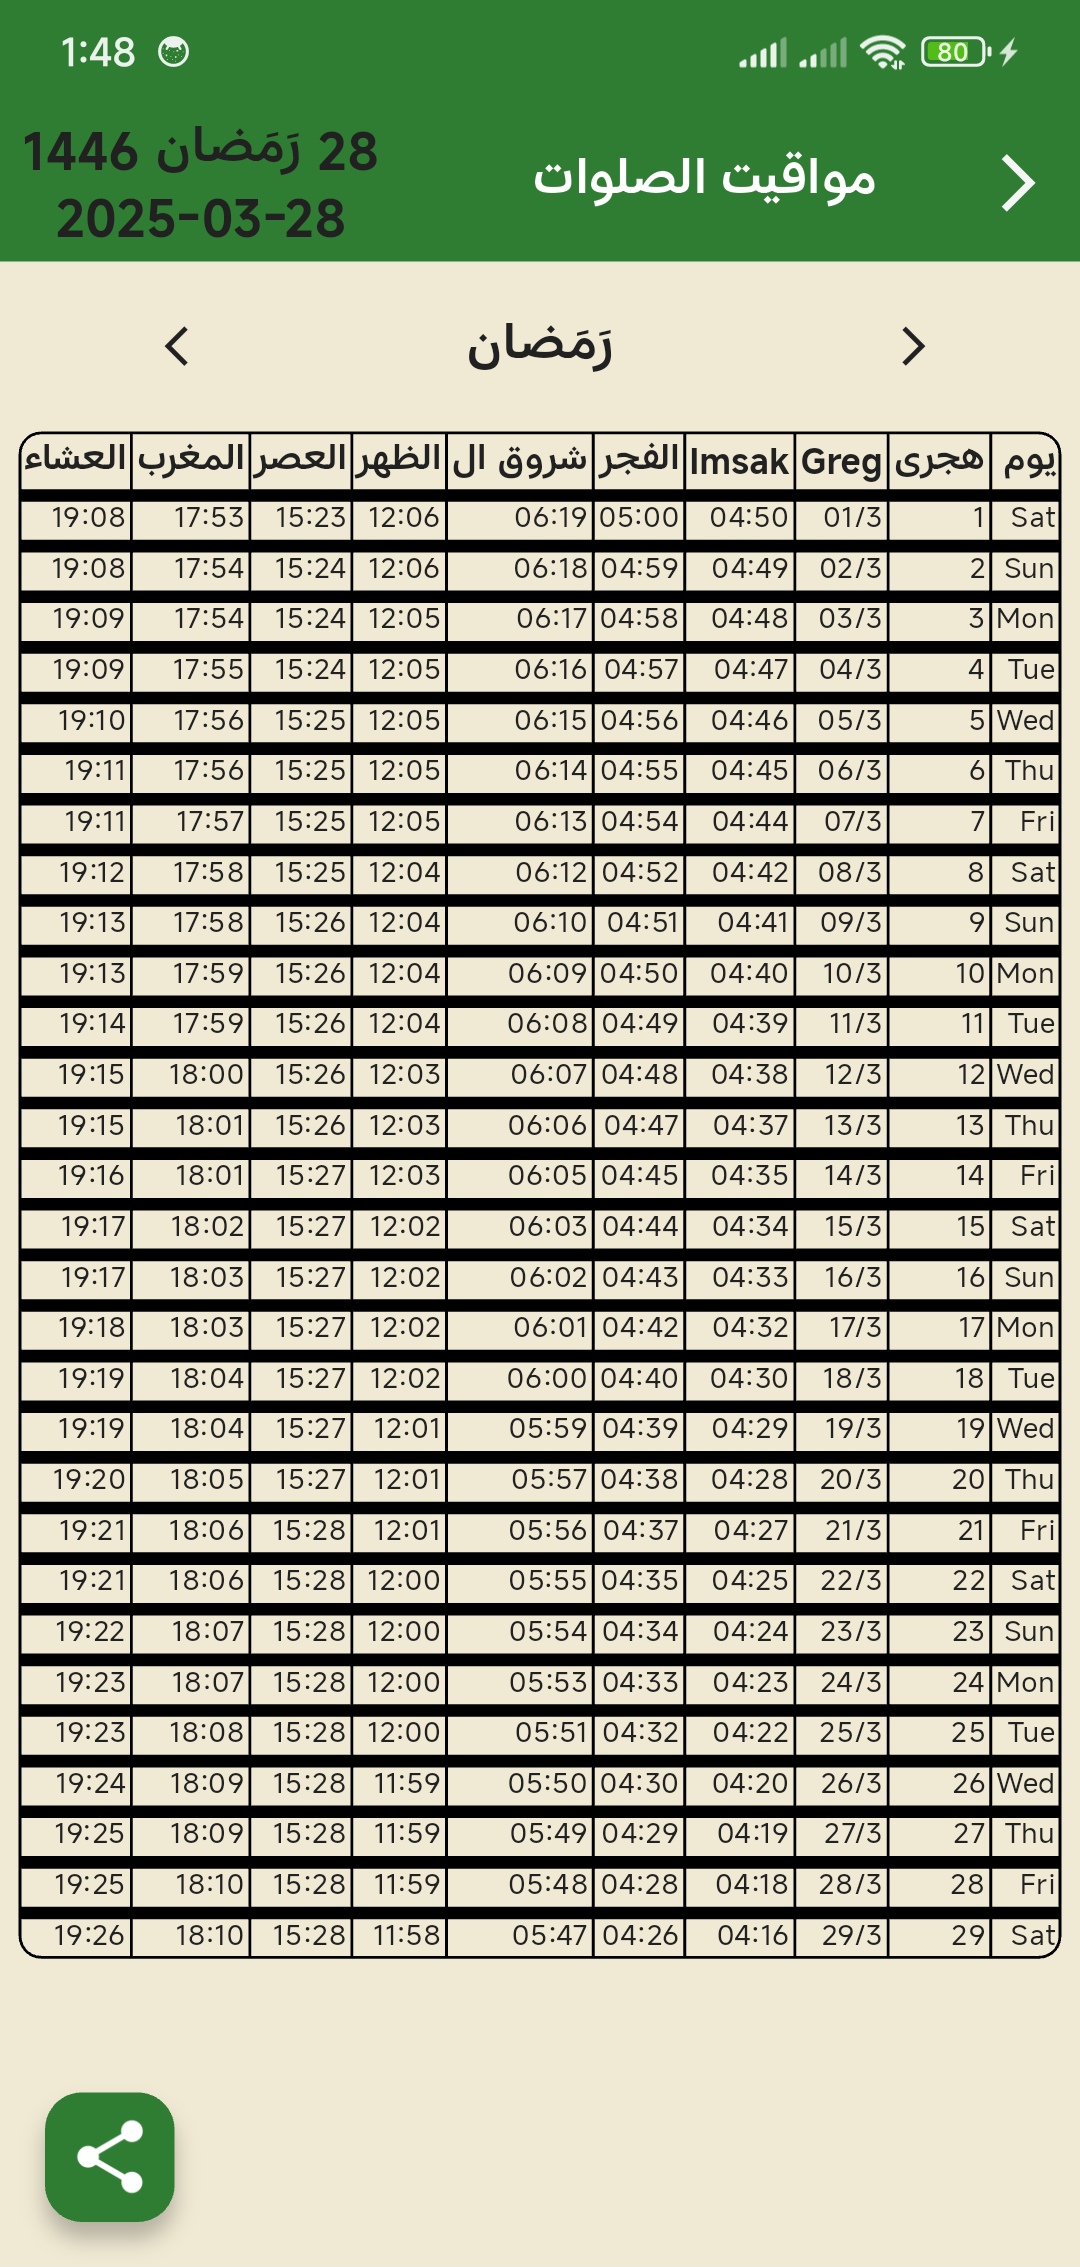 1:48
80
مواقيت الصلوات
28 رَمَضان 1446
2025-03-28
رَمَضان
يوم هجرى Greg Imsak الفجر شروق ال الظهر العصر المغرب العشاء
Sat 1 01/3 04:50 05:00 06:19 12:06 15:23 17:53 19:08
Sun 2 02/3 04:49 04:59 06:18 12:06 15:24 17:54 19:08
Mon 3 03/3 04:48 04:58 06:17 12:05 15:24 17:54 19:09
Tue 4 04/3 04:47 04:57 06:16 12:05 15:24 17:55 19:09
Wed 5 05/3 04:46 04:56 06:15 12:05 15:25 17:56 19:10
Thu 6 06/3 04:45 04:55 06:14 12:05 15:25 17:56 19:11
Fri 7 07/3 04:44 04:54 06:13 12:05 15:25 17:57 19:11
Sat 8 08/3 04:42 04:52 06:12 12:04 15:25 17:58 19:12
Sun 9 09/3 04:41 04:51 06:10 12:04 15:26 17:58 19:13
Mon 10 10/3 04:40 04:50 06:09 12:04 15:26 17:59 19:13
Tue 11 11/3 04:39 04:49 06:08 12:04 15:26 17:59 19:14
Wed 12 12/3 04:38 04:48 06:07 12:03 15:26 18:00 19:15
Thu 13 13/3 04:37 04:47 06:06 12:03 15:26 18:01 19:15
Fri 14 14/3 04:35 04:45 06:05 12:03 15:27 18:01 19:16
Sat 15 15/3 04:34 04:44 06:03 12:02 15:27 18:02 19:17
Sun 16 16/3 04:33 04:43 06:02 12:02 15:27 18:03 19:17
Mon 17 17/3 04:32 04:42 06:01 12:02 15:27 18:03 19:18
Tue 18 18/3 04:30 04:40 06:00 12:02 15:27 18:04 19:19
Wed 19 19/3 04:29 04:39 05:59 12:01 15:27 18:04 19:19
Thu 20 20/3 04:28 04:38 05:57 12:01 15:27 18:05 19:20
Fri 21 21/3 04:27 04:37 05:56 12:01 15:28 18:06 19:21
Sat 22 22/3 04:25 04:35 05:55 12:00 15:28 18:06 19:21
Sun 23 23/3 04:24 04:34 05:54 12:00 15:28 18:07 19:22
Mon 24 24/3 04:23 04:33 05:53 12:00 15:28 18:07 19:23
Tue 25 25/3 04:22 04:32 05:51 12:00 15:28 18:08 19:23
Wed 26 26/3 04:20 04:30 05:50 11:59 15:28 18:09 19:24
Thu 27 27/3 04:19 04:29 05:49 11:59 15:28 18:09 19:25
Fri 28 28/3 04:18 04:28 05:48 11:59 15:28 18:10 19:25
Sat 29 29/3 04:16 04:26 05:47 11:58 15:28 18:10 19:26